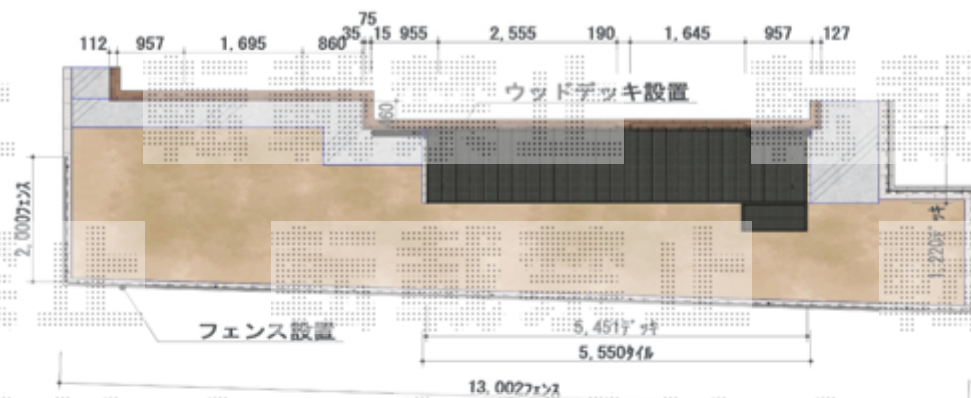 75
112 957 1,695 860 35 15 955 2,555 190 1,645 957 127
ウッドデッキ設置
2,000フェンス
1,220デッキ
フェンス設置
5,451デッキ
5,550タイル
13,002フェンス